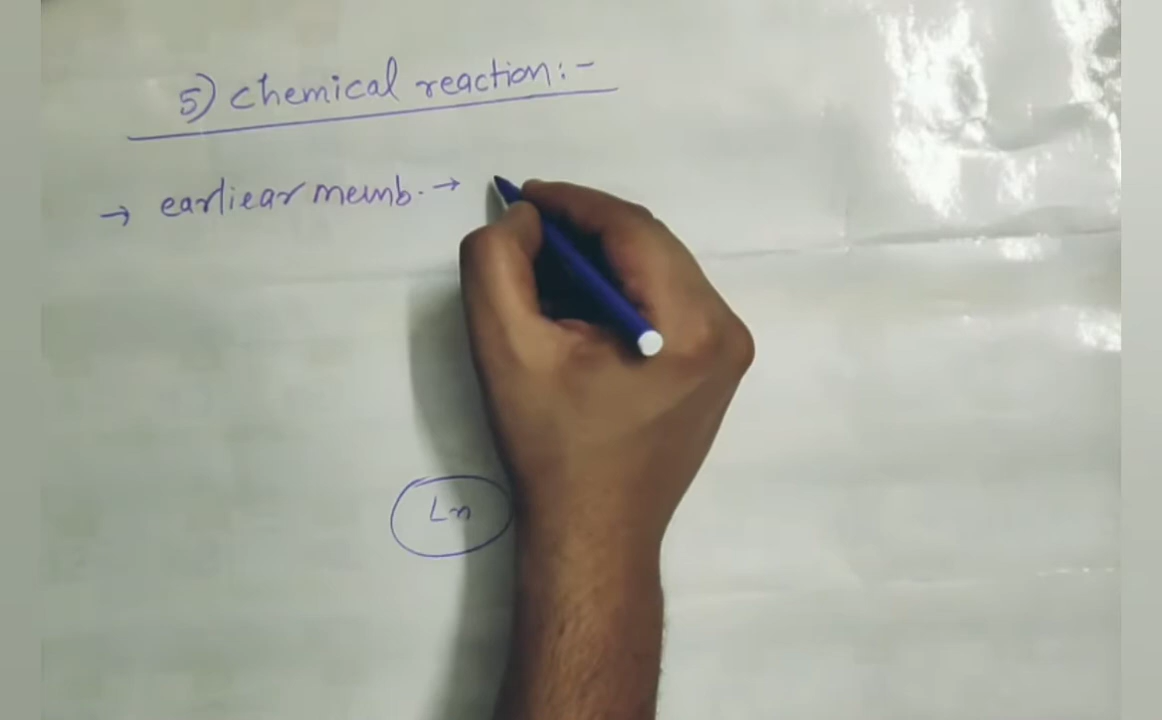 5) chemical reaction:-
→ earliear memb. →
Ln